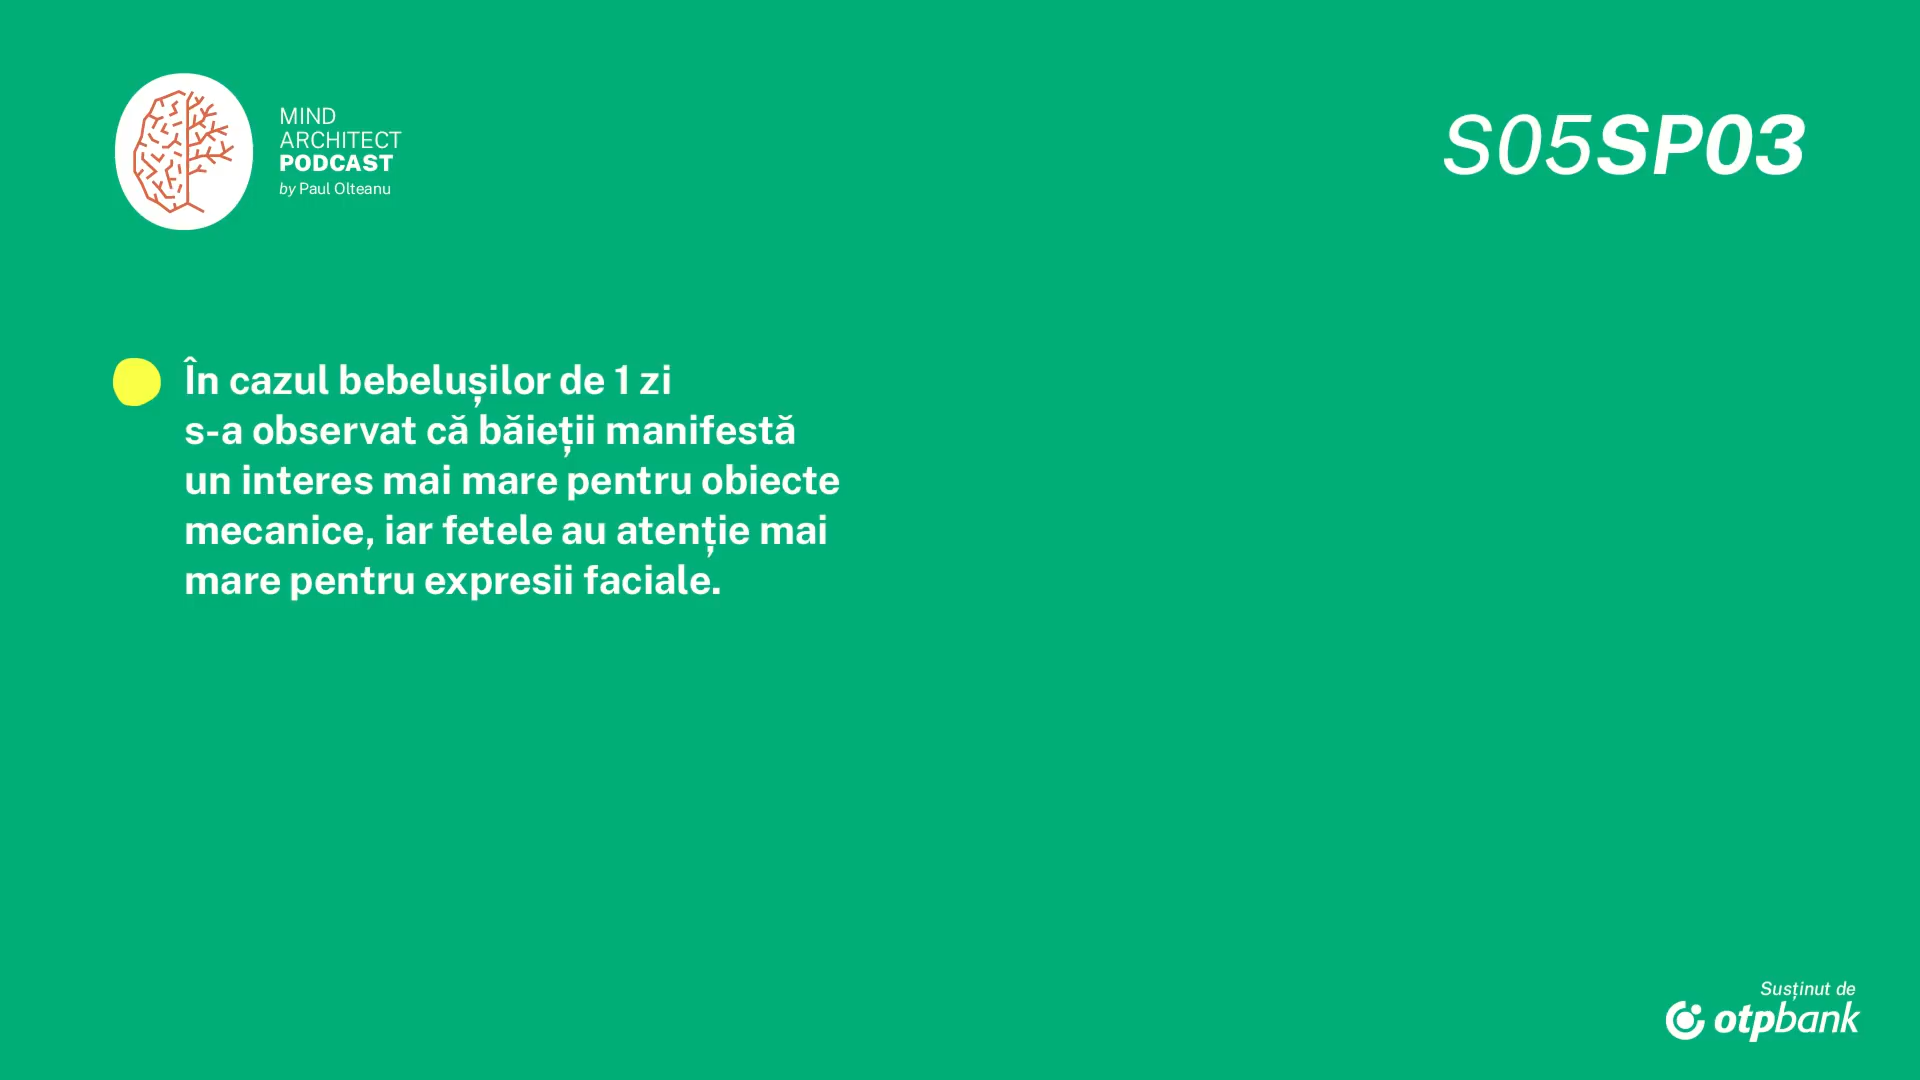 MIND
ARCHITECT
PODCAST
by Paul Olteanu
S05SP03
În cazul bebelușilor de 1 zi
s-a observat că băieții manifestă
un interes mai mare pentru obiecte
mecanice, iar fetele au atenție mai
mare pentru expresii faciale.
Susținut de
otpbank